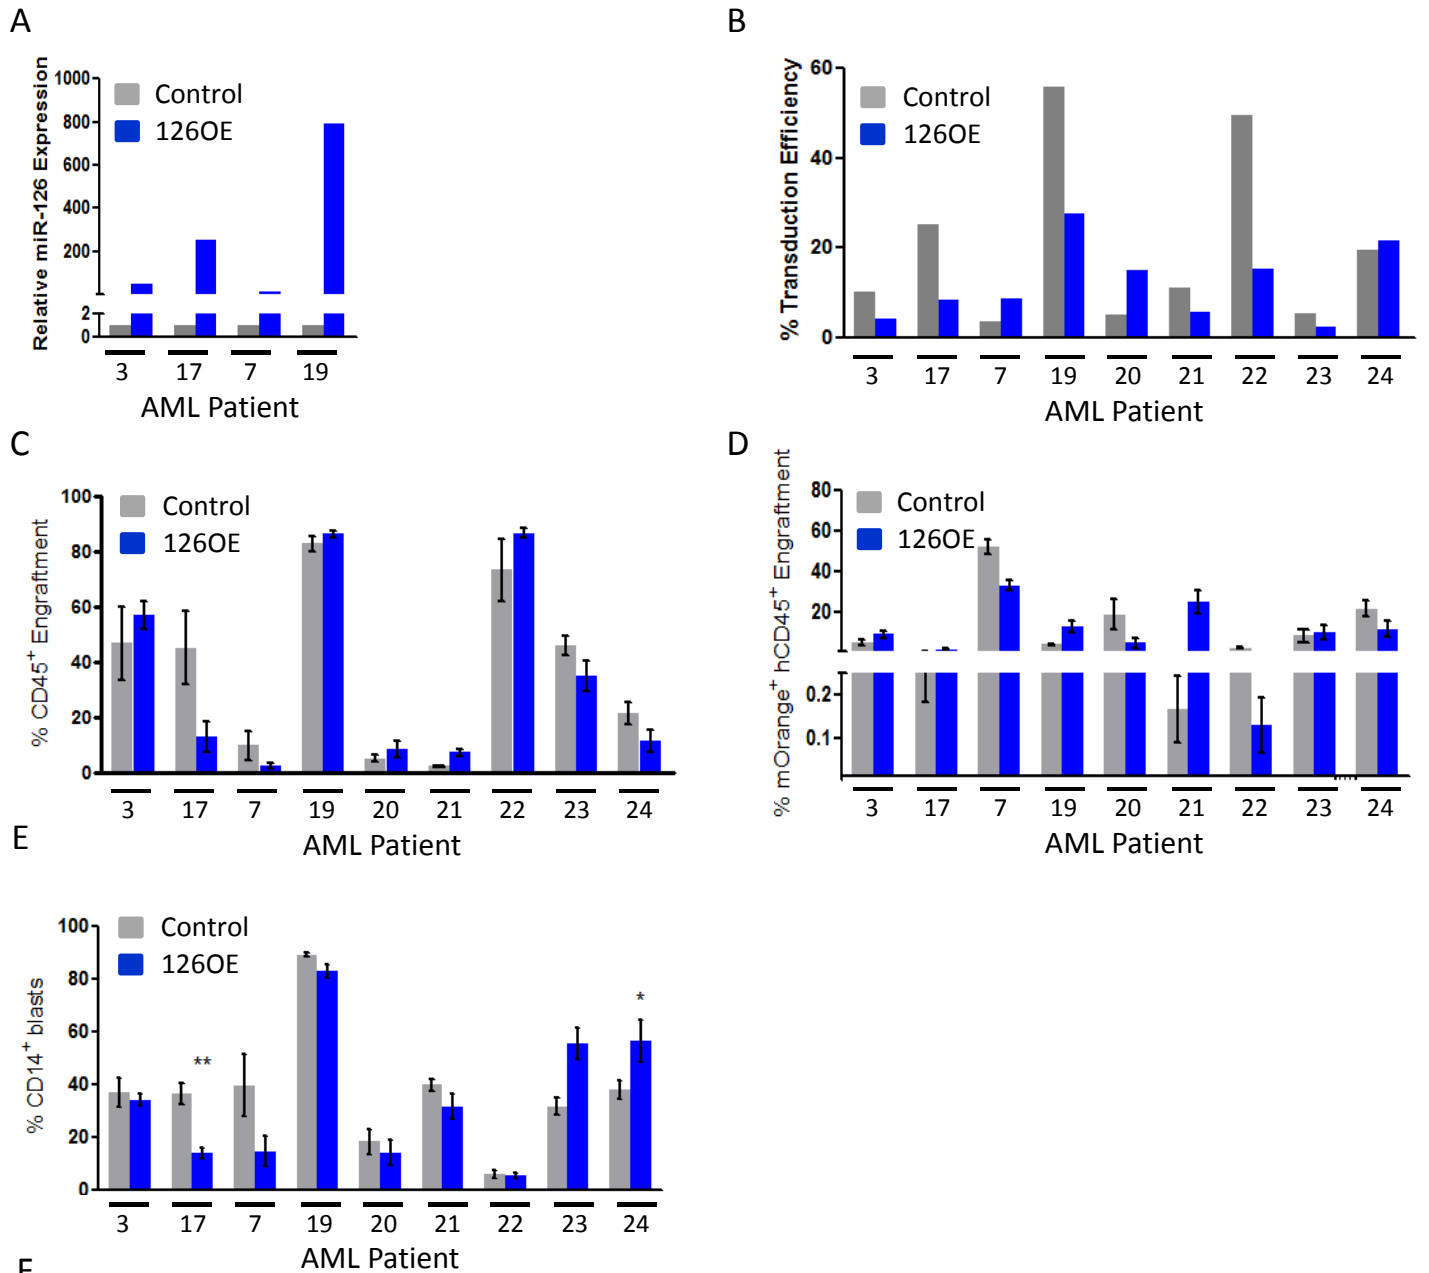 A
Relative miR-126 Expression
1000
800
600
400
200
2
0
Control
126OE
3 17 7 19
AML Patient
B
% Transduction Efficiency
60
40
20
0
Control
126OE
3 17 7 19 20 21 22 23 24
AML Patient
C
% CD45+ Engraftment
100
80
60
40
20
0
Control
126OE
3 17 7 19 20 21 22 23 24
AML Patient
D
% mOrange+ hCD45+ Engraftment
80
60
40
20
0.2
0.1
Control
126OE
3 17 7 19 20 21 22 23 24
AML Patient
E
% CD14+ blasts
100
80
60
40
20
0
Control
126OE
**
*
3 17 7 19 20 21 22 23 24
AML Patient